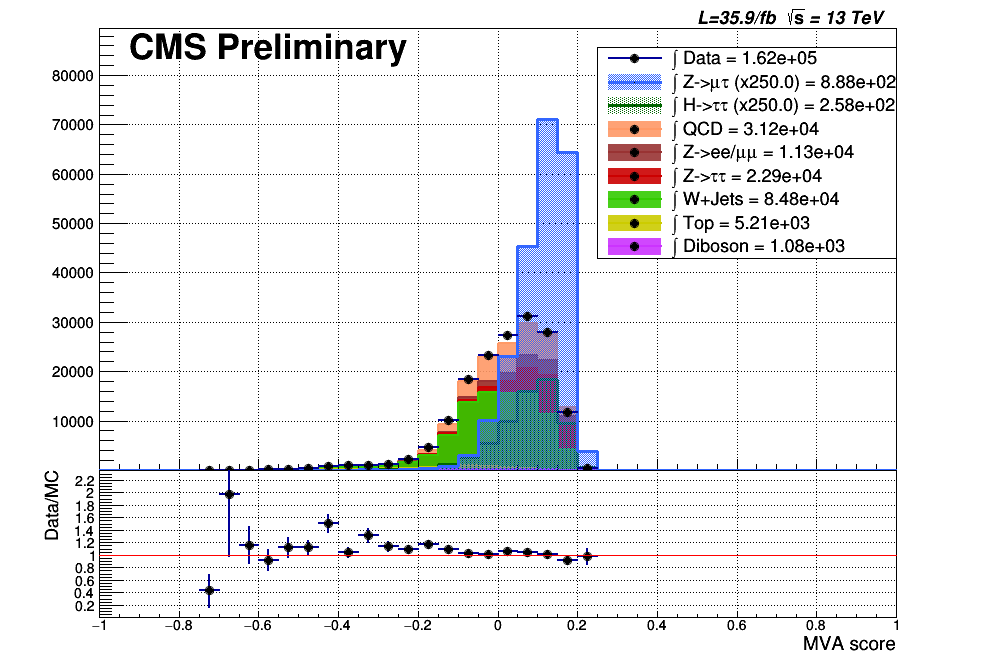 L=35.9/fb √s = 13 TeV
CMS Preliminary
∫ Data = 1.62e+05
∫ Z->μτ (x250.0) = 8.88e+02
∫ H->ττ (x250.0) = 2.58e+02
∫ QCD = 3.12e+04
∫ Z->ee/μμ = 1.13e+04
∫ Z->ττ = 2.29e+04
∫ W+Jets = 8.48e+04
∫ Top = 5.21e+03
∫ Diboson = 1.08e+03
80000
70000
60000
50000
40000
30000
20000
10000
Data/MC
2.2
2
1.8
1.6
1.4
1.2
1
0.8
0.6
0.4
0.2
−1 −0.8 −0.6 −0.4 −0.2 0 0.2 0.4 0.6 0.8 1
MVA score